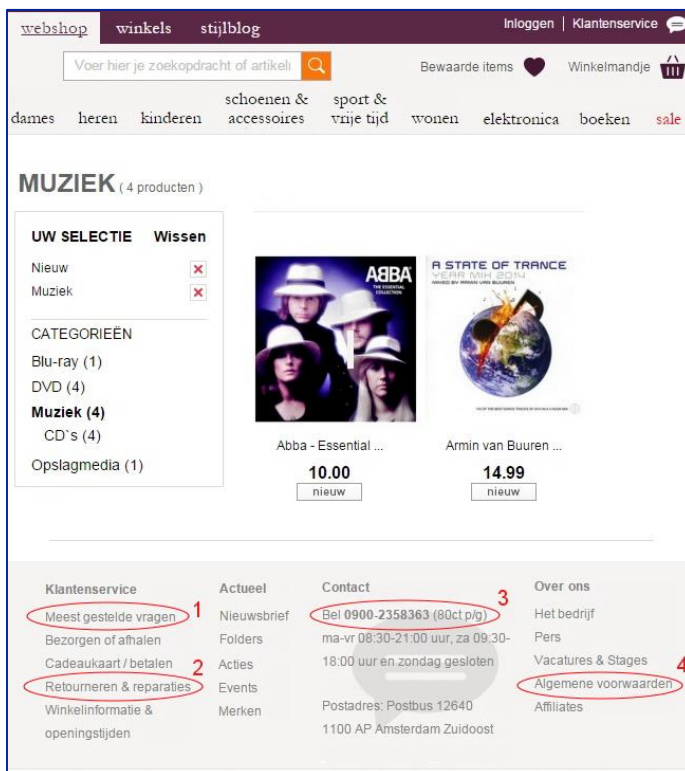 webshop winkels stijlblog Inloggen | Klantenservice
Voer hier je zoekopdracht of artikel
Bewaarde items Winkelmandje
dames heren kinderen schoenen & accessoires sport & vrije tijd wonen elektronica boeken sale
MUZIEK ( 4 producten )
UW SELECTIE Wissen
Nieuw
Muziek
CATEGORIEËN
Blu-ray (1)
DVD (4)
Muziek (4)
CD`s (4)
Opslagmedia (1)
ABBA
THE ESSENTIAL
COLLECTION
Abba - Essential ...
10.00
nieuw
A STATE OF TRANCE
YEAR MIX 2014
MIXED BY ARMIN VAN BUUREN
Armin van Buuren ...
14.99
nieuw
Klantenservice
Meest gestelde vragen 1
Bezorgen of afhalen
Cadeaukaart / betalen
Retourneren & reparaties 2
Winkelinformatie &
openingstijden
Actueel
Nieuwsbrief
Folders
Acties
Events
Merken
Contact
Bel 0900-2358363 (80ct p/g) 3
ma-vr 08:30-21:00 uur, za 09:30-
18:00 uur en zondag gesloten
Postadres: Postbus 12640
1100 AP Amsterdam Zuidoost
Over ons
Het bedrijf
Pers
Vacatures & Stages
Algemene voorwaarden 4
Affiliates